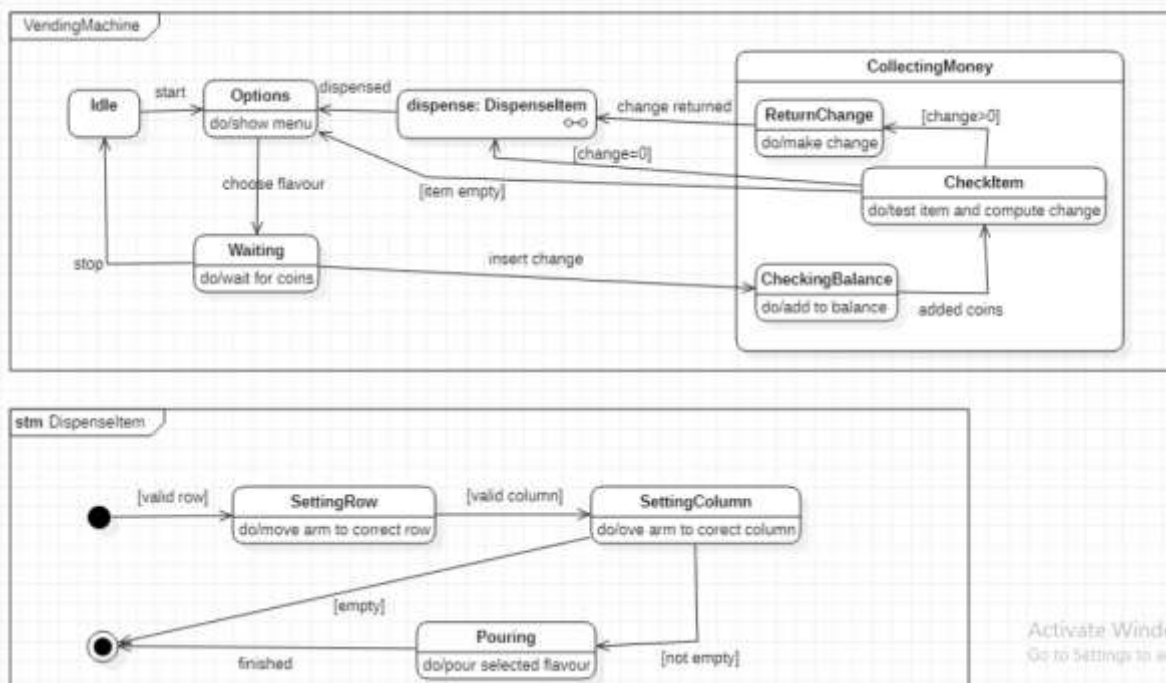 VendingMachine
CollectingMoney
Idle
start
Options
do/show menu
dispensed
dispense: DispenseItem
change returned
ReturnChange
do/make change
[change>0]
[change=0]
CheckItem
do/test item and compute change
choose flavour
[item empty]
Waiting
do/wait for coins
stop
insert change
CheckingBalance
do/add to balance
added coins
stm DispenseItem
[valid row]
SettingRow
do/move arm to correct row
[valid column]
SettingColumn
do/ove arm to corect column
[empty]
Pouring
do/pour selected flavour
finished
[not empty]
Activate Windo
Go to Settings to